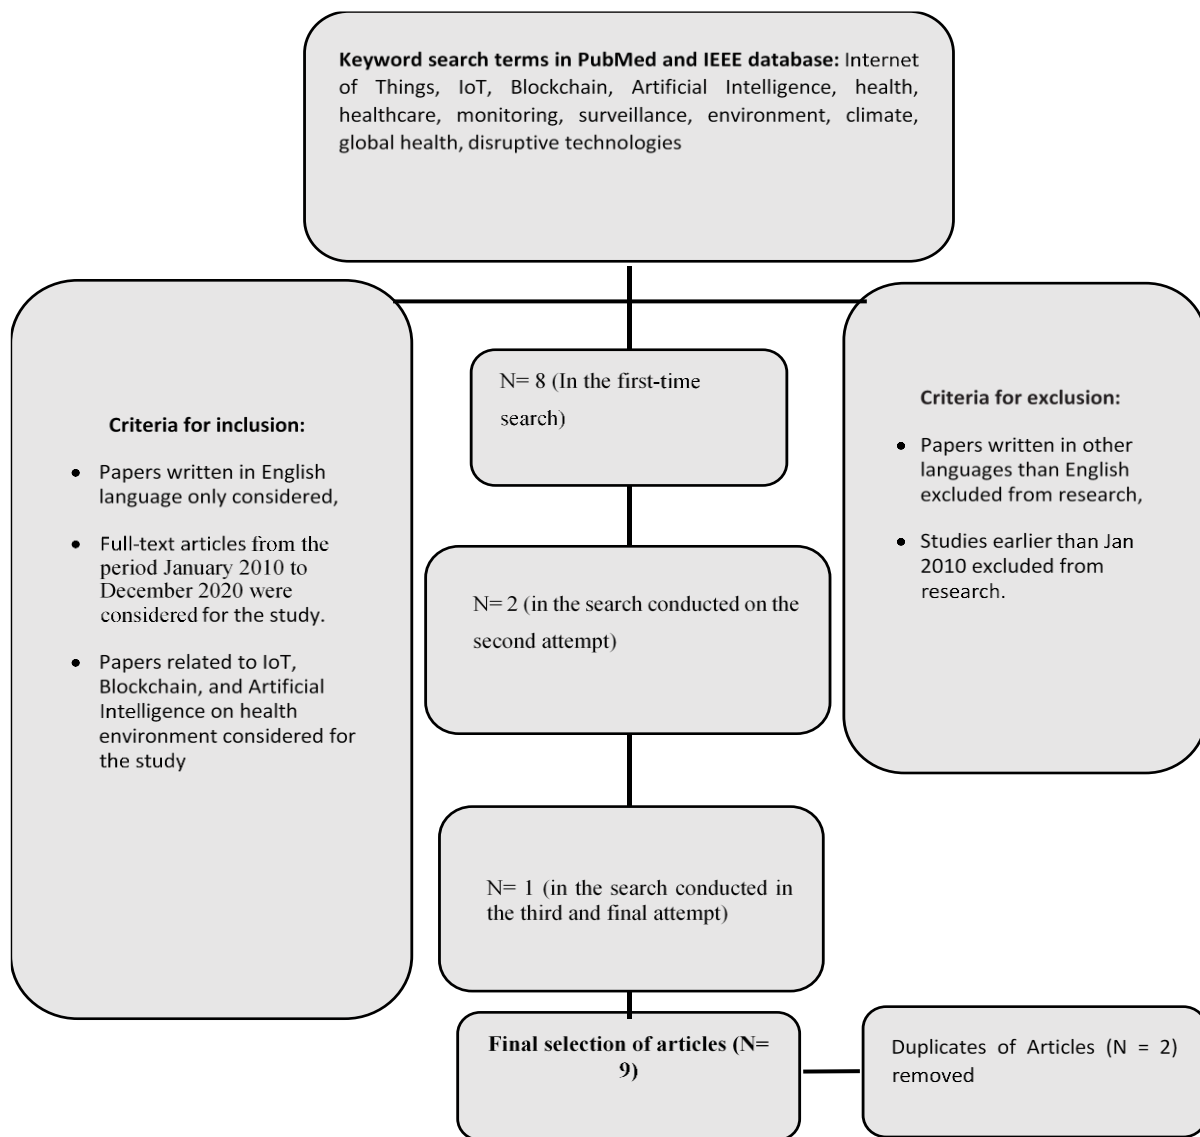 Keyword search terms in PubMed and IEEE database: Internet
of Things, IoT, Blockchain, Artificial Intelligence, health,
healthcare, monitoring, surveillance, environment, climate,
global health, disruptive technologies
Criteria for inclusion:
• Papers written in English
language only considered,
• Full-text articles from the
period January 2010 to
December 2020 were
considered for the study.
• Papers related to IoT,
Blockchain, and Artificial
Intelligence on health
environment considered for
the study
N= 8 (In the first-time
search)
N= 2 (in the search conducted on the
second attempt)
N= 1 (in the search conducted in
the third and final attempt)
Final selection of articles (N=
9)
Criteria for exclusion:
• Papers written in other
languages than English
excluded from research,
• Studies earlier than Jan
2010 excluded from
research.
Duplicates of Articles (N = 2)
removed